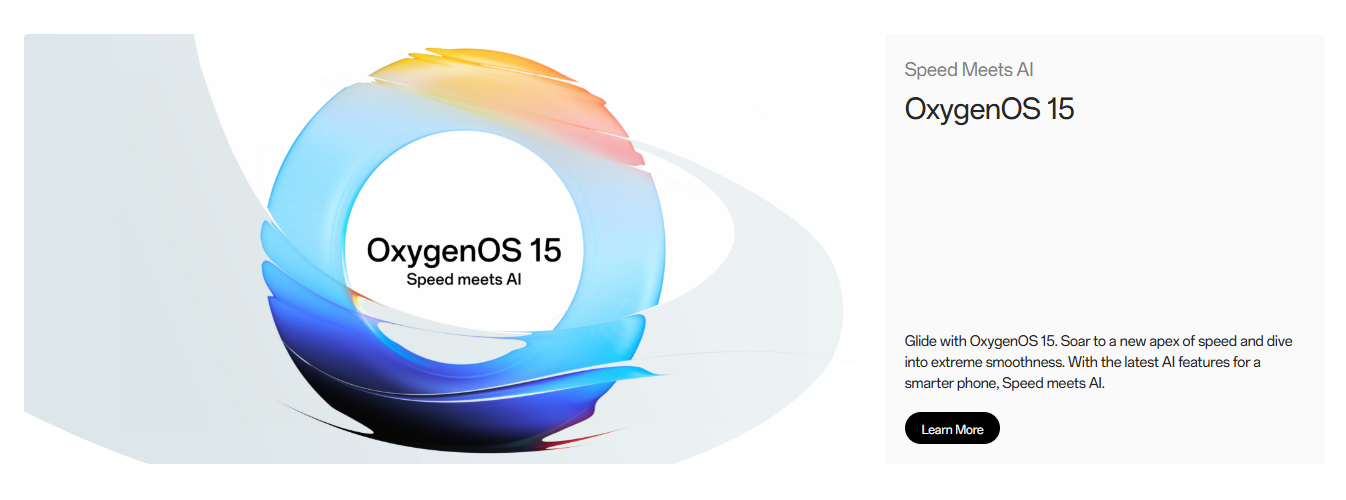 OxygenOS 15
Speed meets AI
Speed Meets AI
OxygenOS 15
Glide with OxygenOS 15. Soar to a new apex of speed and dive
into extreme smoothness. With the latest AI features for a
smarter phone, Speed meets AI.
Learn More